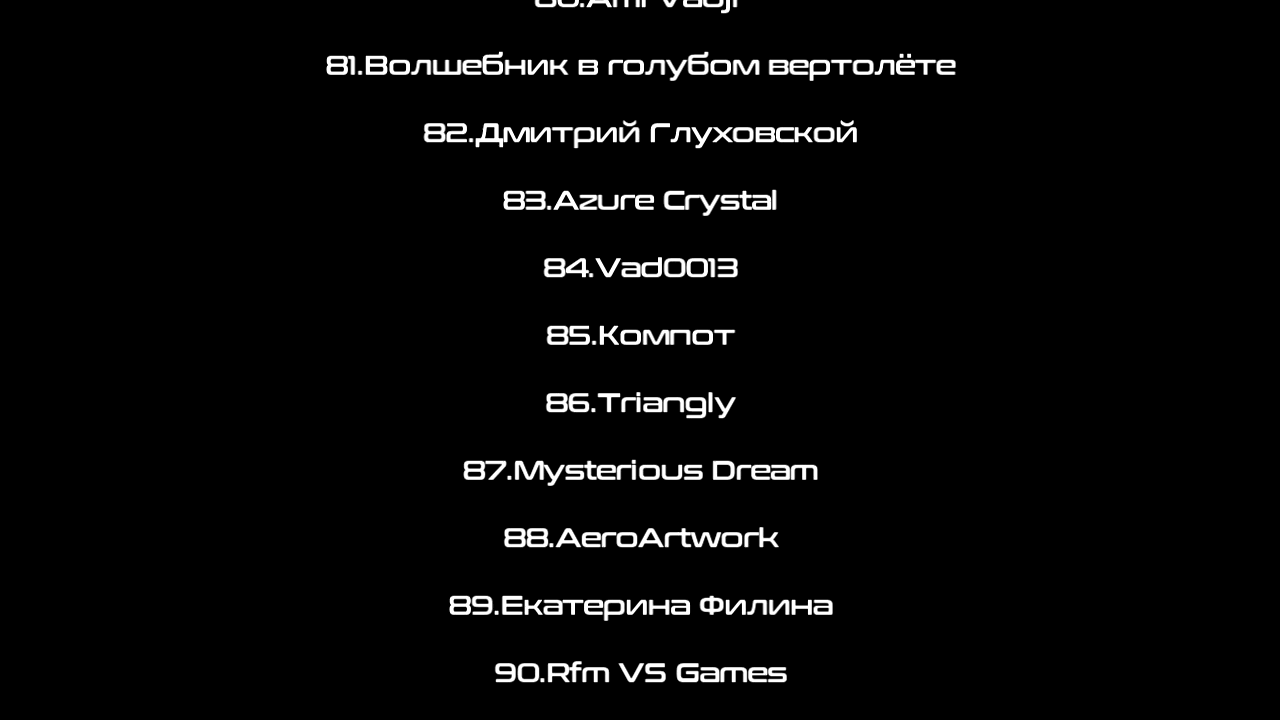 81.Волшебник в голубом вертолёте
82.Дмитрий Глуховской
83.Azure Crystal
84.Vad0013
85.Компот
86.Triangly
87.Mysterious Dream
88.AeroArtwork
89.Екатерина Филина
90.Rfm VS Games